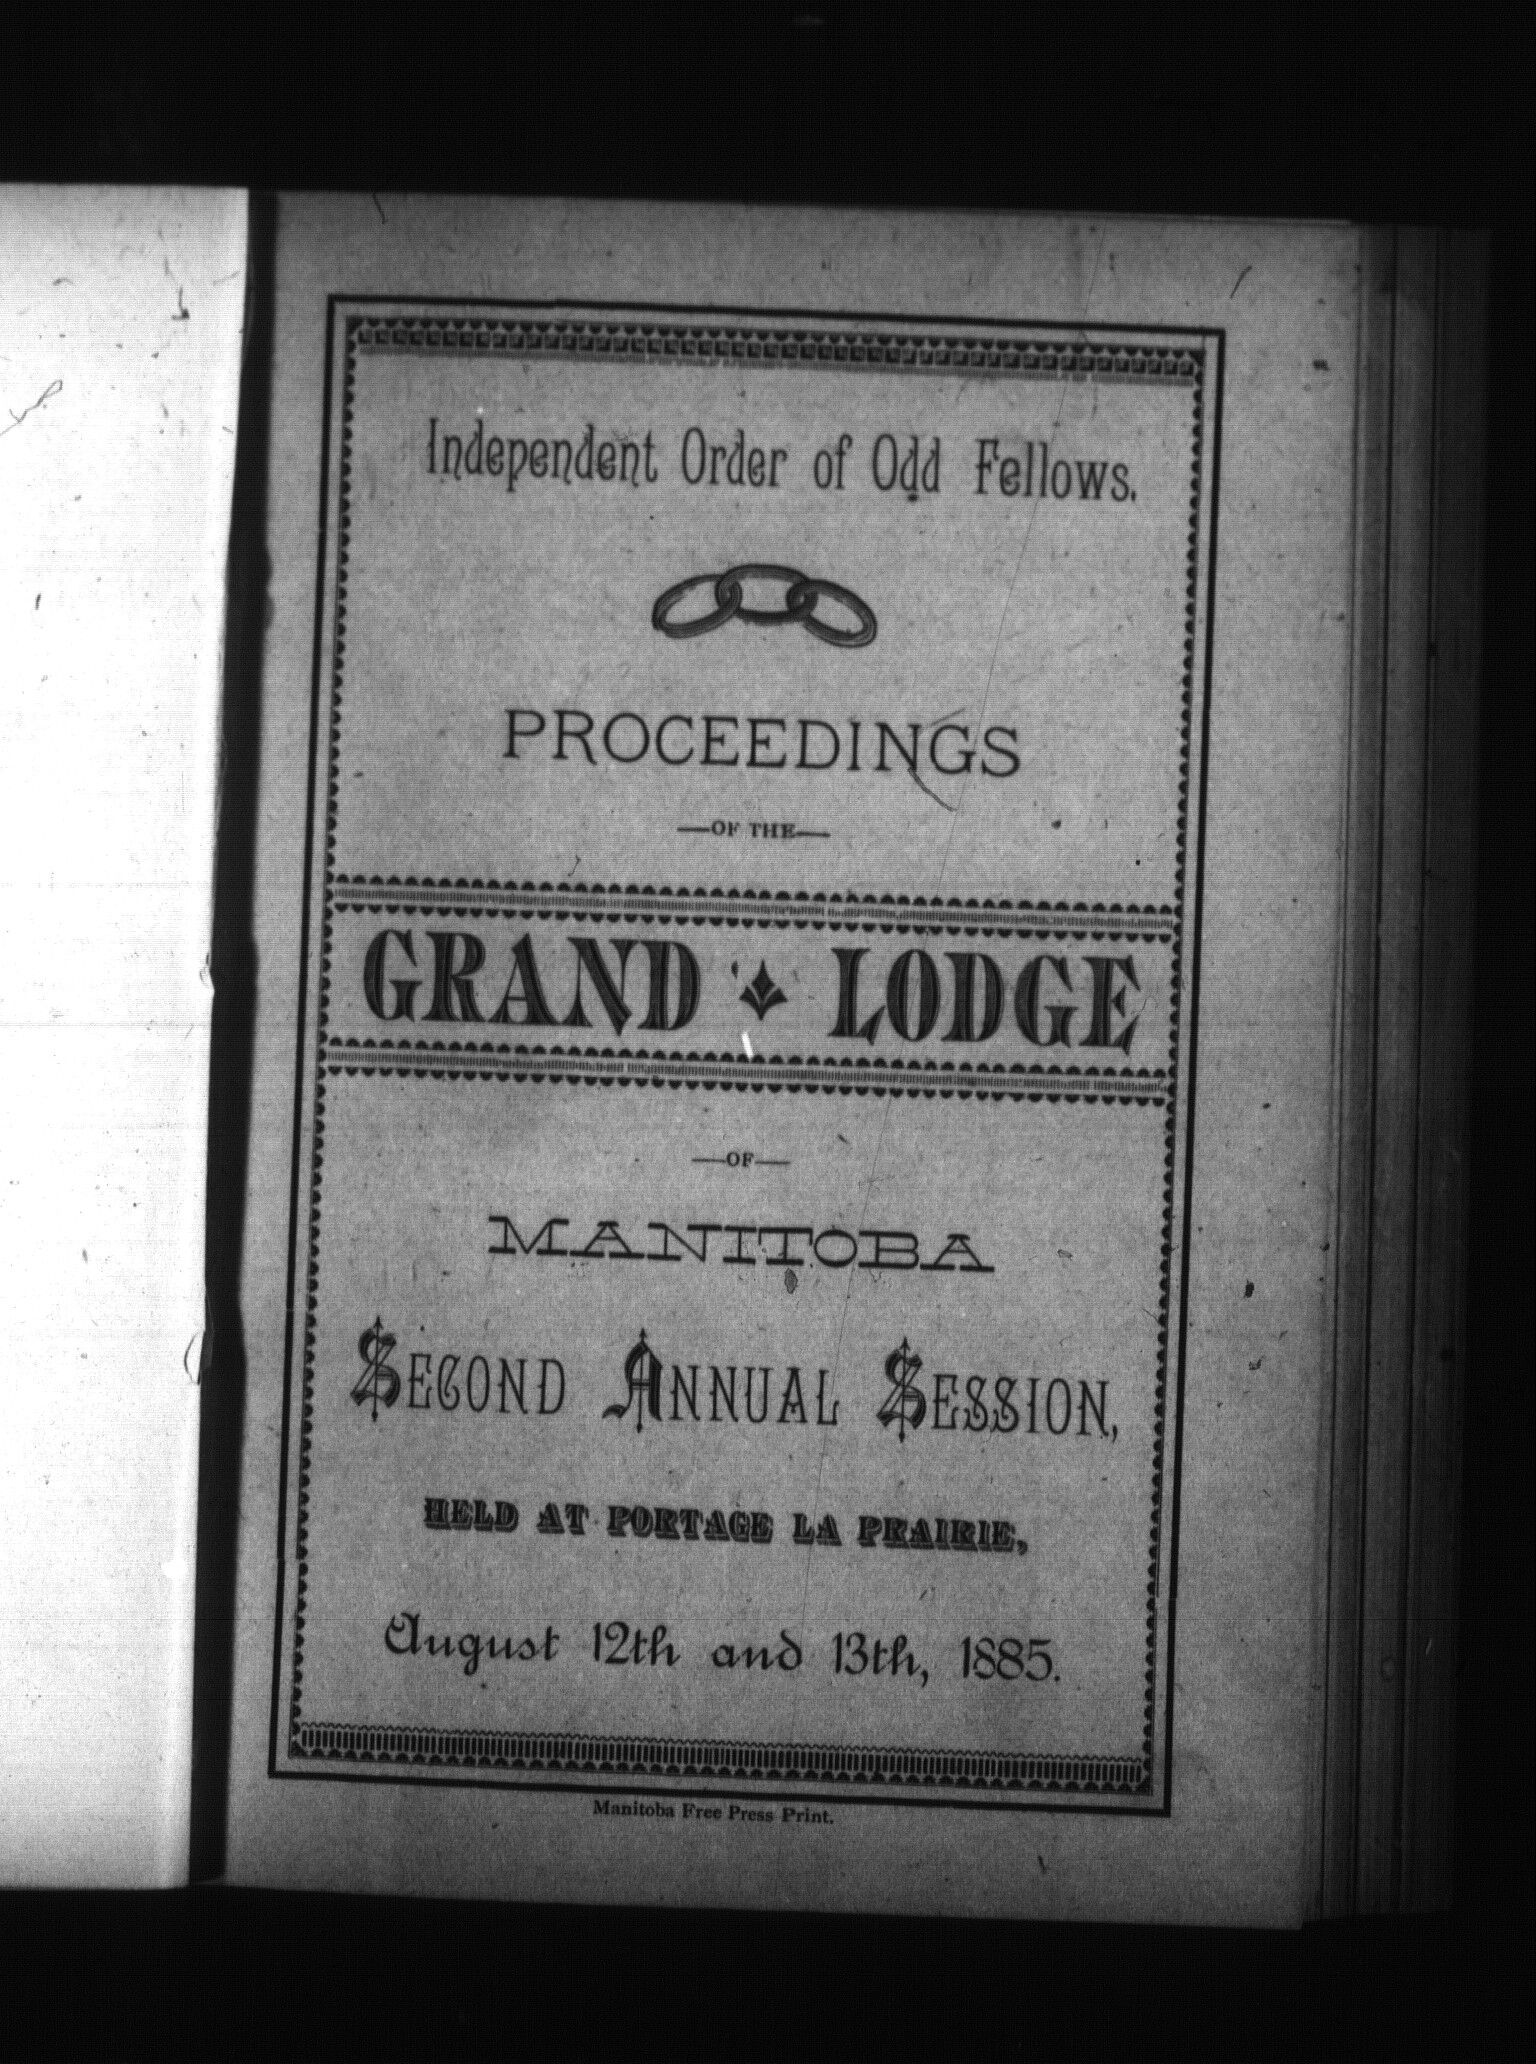 Independent Order of Odd Fellows.
PROCEEDINGS
—OF THE—
GRAND LODGE
—OF—
MANITOBA
SECOND ANNUAL SESSION,
HELD AT PORTAGE LA PRAIRIE,
August 12th and 13th, 1885.
Manitoba Free Press Print.